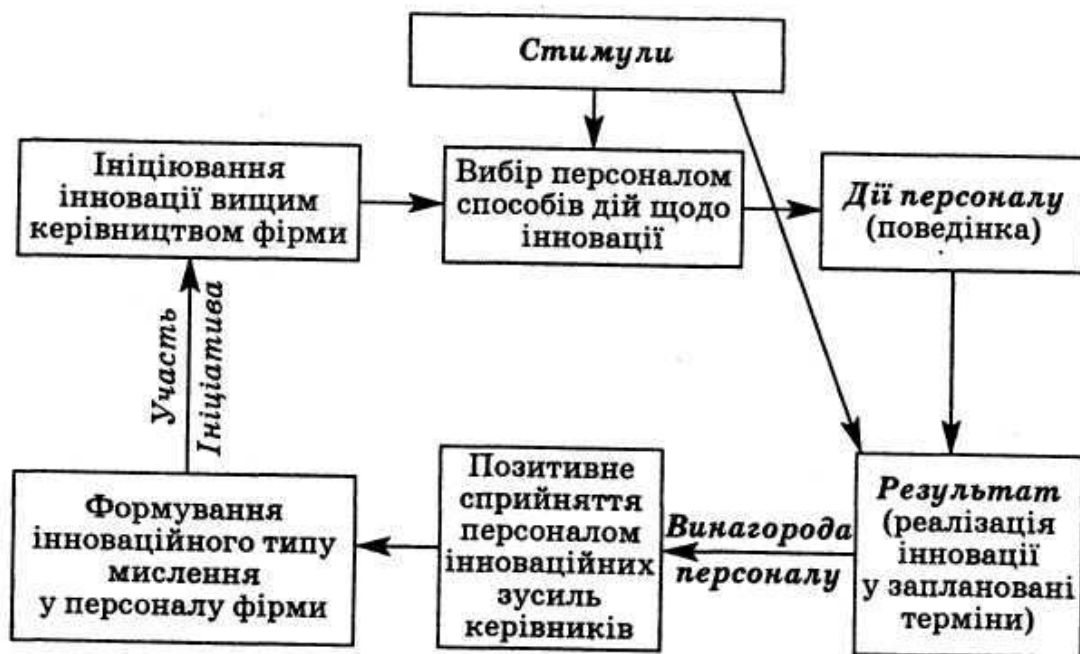 Стимули
Ініціювання
інновації вищим
керівництвом фірми
Вибір персоналом
способів дій щодо
інновації
Дії персоналу
(поведінка)
Участь
Ініціатива
Формування
інноваційного типу
мислення
у персоналу фірми
Позитивне
сприйняття
персоналом
інноваційних
зусиль
керівників
Винагорода
персоналу
Результат
(реалізація
інновації
у заплановані
терміни)